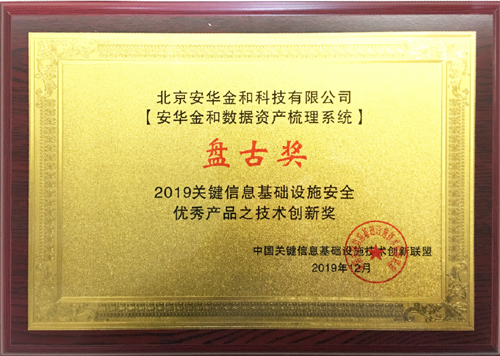 北京安华金和科技有限公司
【安华金和数据资产梳理系统】
盘古奖
2019关键信息基础设施安全
优秀产品之技术创新奖
中国关键信息基础设施技术创新联盟
2019年12月